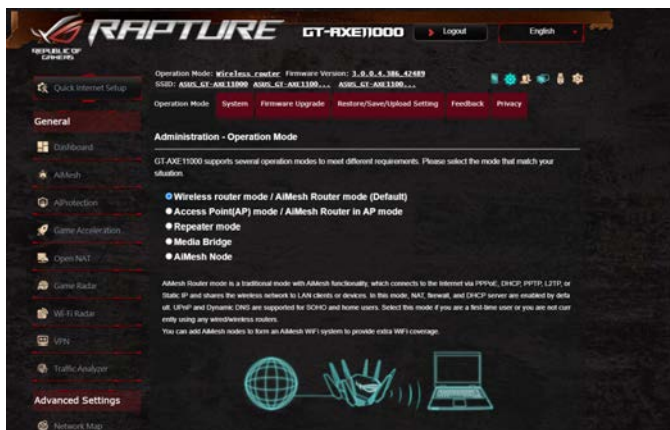 REPUBLIC OF
GAMERS
RAPTURE
GT-AXE11000
Logout
English
Quick Internet Setup
Operation Mode: Wireless router Firmware Version: 3.0.0.4.386_42489
SSID: ASUS_GT-AXE11000 ASUS_GT-AXE1100... ASUS_GT-AXE1100...
Operation Mode System Firmware Upgrade Restore/Save/Upload Setting Feedback Privacy
General
Dashboard
AiMesh
AiProtection
Game Acceleration
Open NAT
Game Radar
Wi-Fi Radar
VPN
Traffic Analyzer
Advanced Settings
Network Map
Administration - Operation Mode
GT-AXE11000 supports several operation modes to meet different requirements. Please select the mode that match your
situation.
Wireless router mode / AiMesh Router mode (Default)
Access Point(AP) mode / AiMesh Router in AP mode
Repeater mode
Media Bridge
AiMesh Node
AiMesh Router mode is a traditional mode with AiMesh functionality, which connects to the Internet via PPPoE, DHCP, PPTP, L2TP, or
Static IP and shares the wireless network to LAN clients or devices. In this mode, NAT, firewall, and DHCP server are enabled by defa
ult. UPnP and Dynamic DNS are supported for SOHO and home users. Select this mode if you are a first-time user or you are not curr
ently using any wired/wireless routers.
You can add AiMesh nodes to form an AiMesh WiFi system to provide extra WiFi coverage.